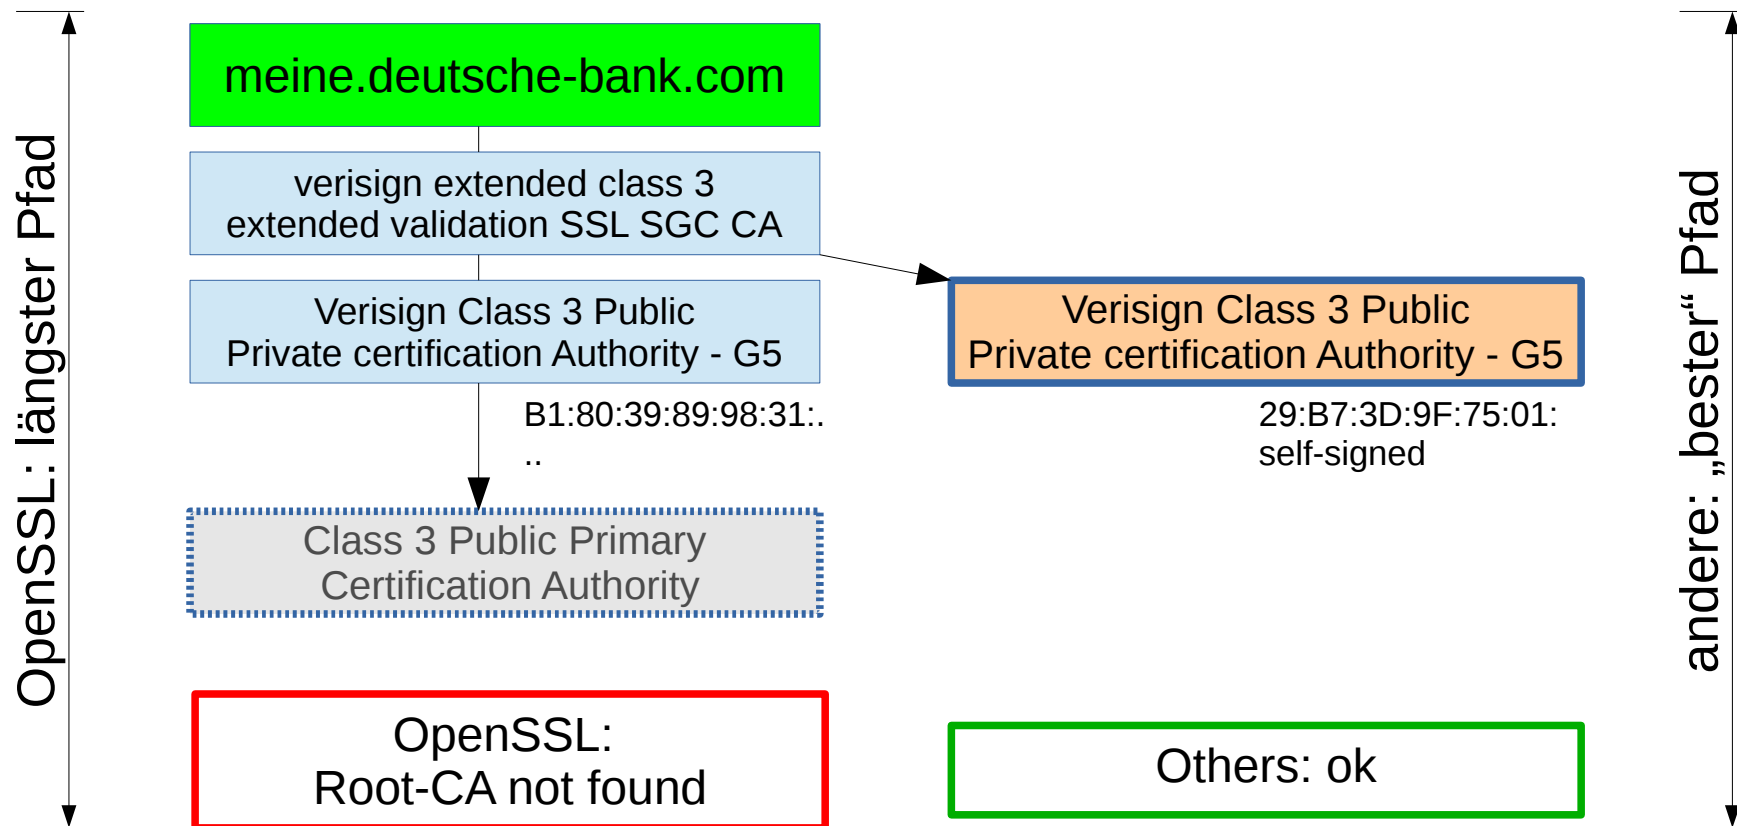 meine.deutsche-bank.com
verisign extended class 3
extended validation SSL SGC CA
Verisign Class 3 Public
Private certification Authority - G5
Verisign Class 3 Public
Private certification Authority - G5
B1:80:39:89:98:31:.
..
29:B7:3D:9F:75:01:
self-signed
Class 3 Public Primary
Certification Authority
OpenSSL:
Root-CA not found
Others: ok
OpenSSL: längster Pfad
andere: „bester“ Pfad